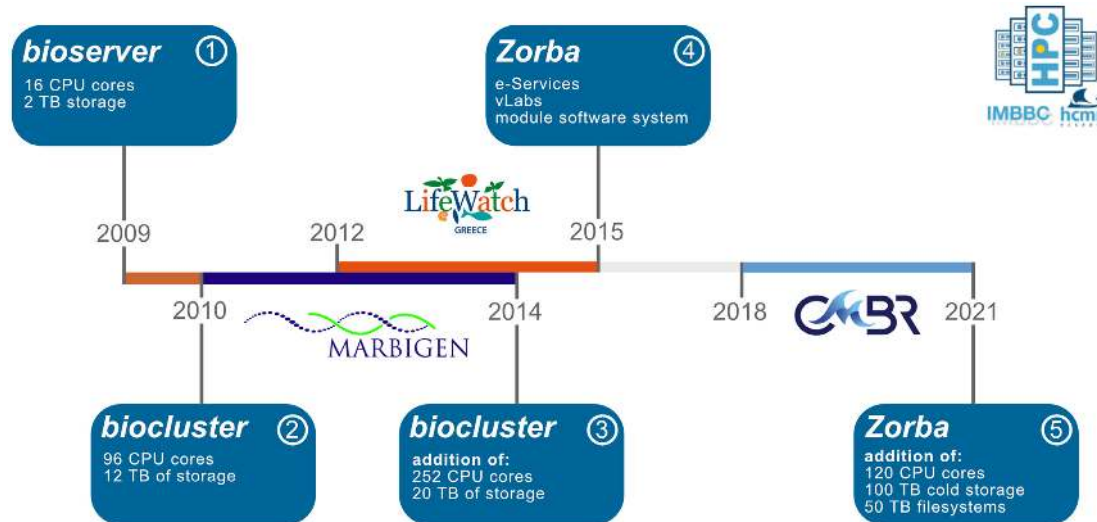 bioserver 1
16 CPU cores
2 TB storage
Zorba 4
e-Services
vLabs
module software system
HPC
IMBBC hcm
LifeWatch
GREECE
2009
2012
2015
2010
2014
2018
2021
MARBIGEN
CMBR
biocluster 2
96 CPU cores
12 TB of storage
biocluster 3
addition of:
252 CPU cores
20 TB of storage
Zorba 5
addition of:
120 CPU cores
100 TB cold storage
50 TB filesystems